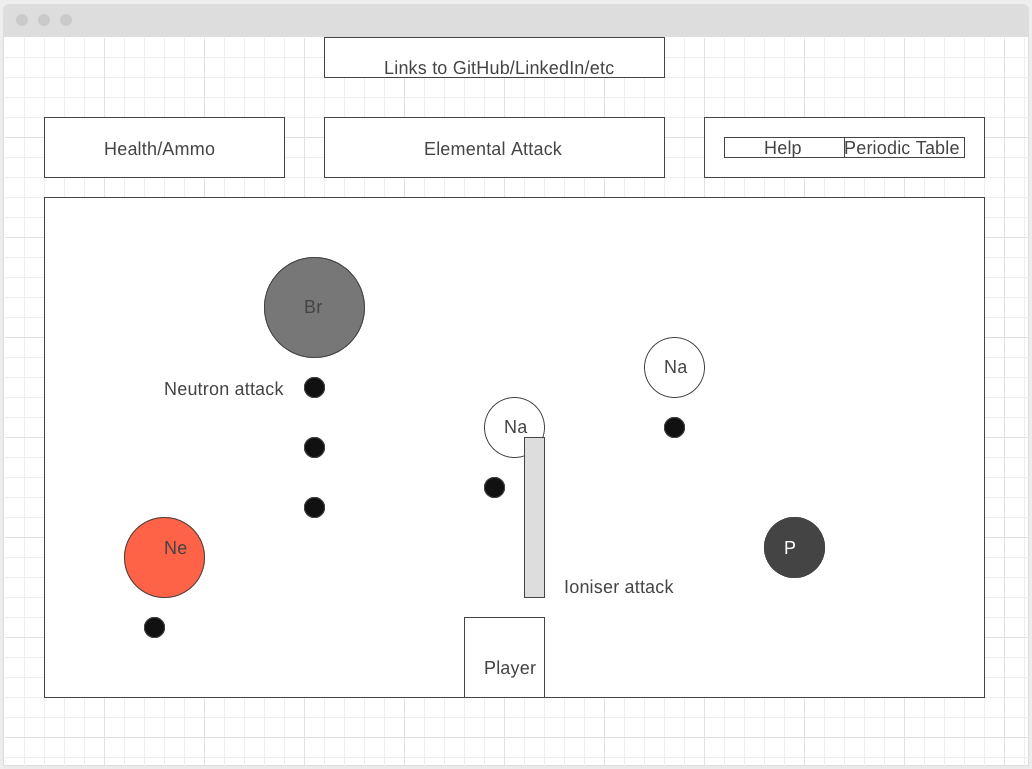 Links to GitHub/LinkedIn/etc
Health/Ammo
Elemental Attack
Help
Periodic Table
Br
Na
Neutron attack
Na
Ne
P
Ioniser attack
Player